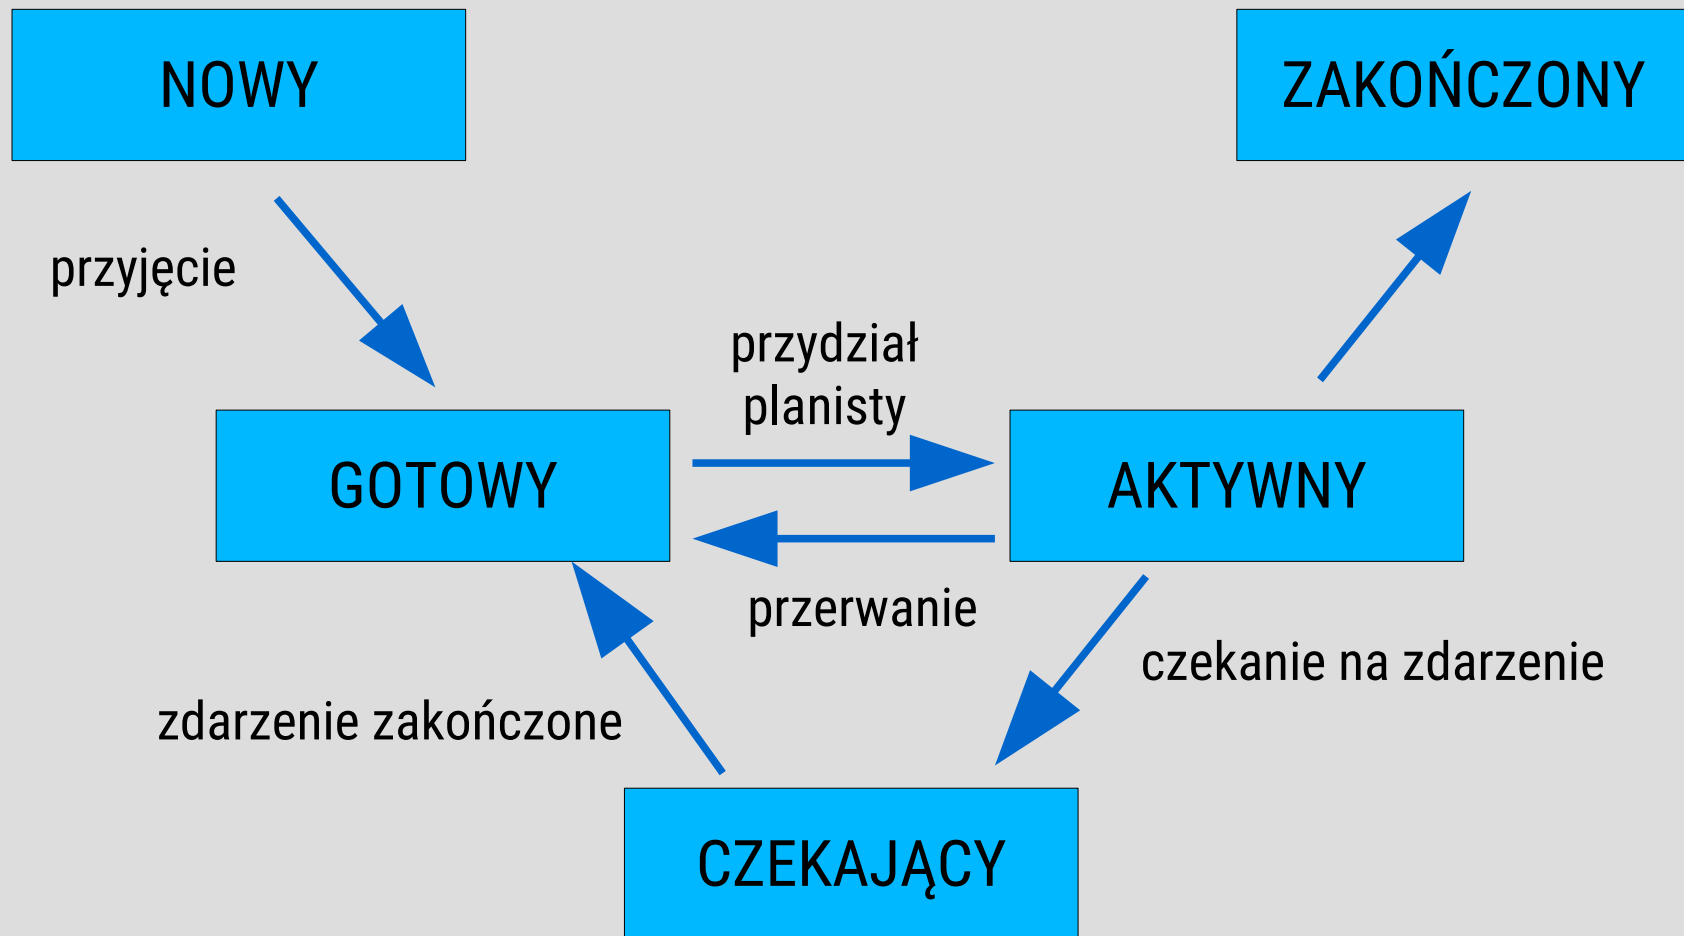 NOWY
ZAKOŃCZONY
przyjęcie
przydział
planisty
GOTOWY
AKTYWNY
przerwanie
czekanie na zdarzenie
zdarzenie zakończone
CZEKAJĄCY